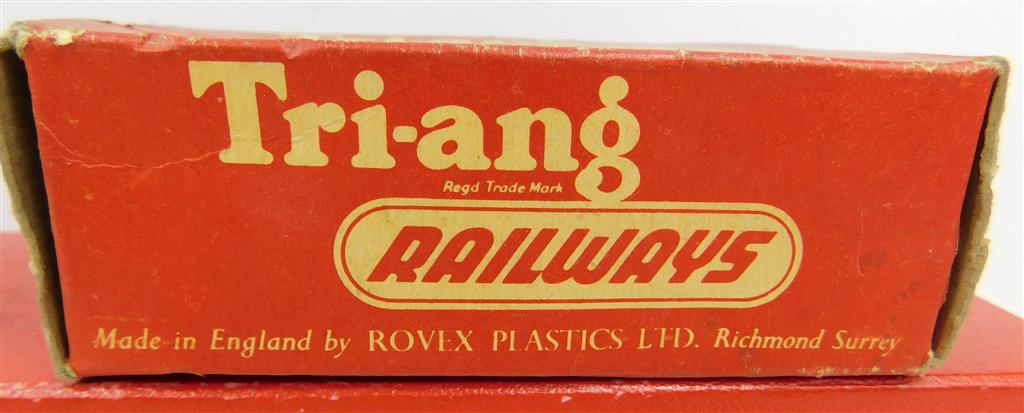 Tri-ang
Regd Trade Mark
RAILWAYS
Made in England by ROVEX PLASTICS LTD. Richmond Surrey